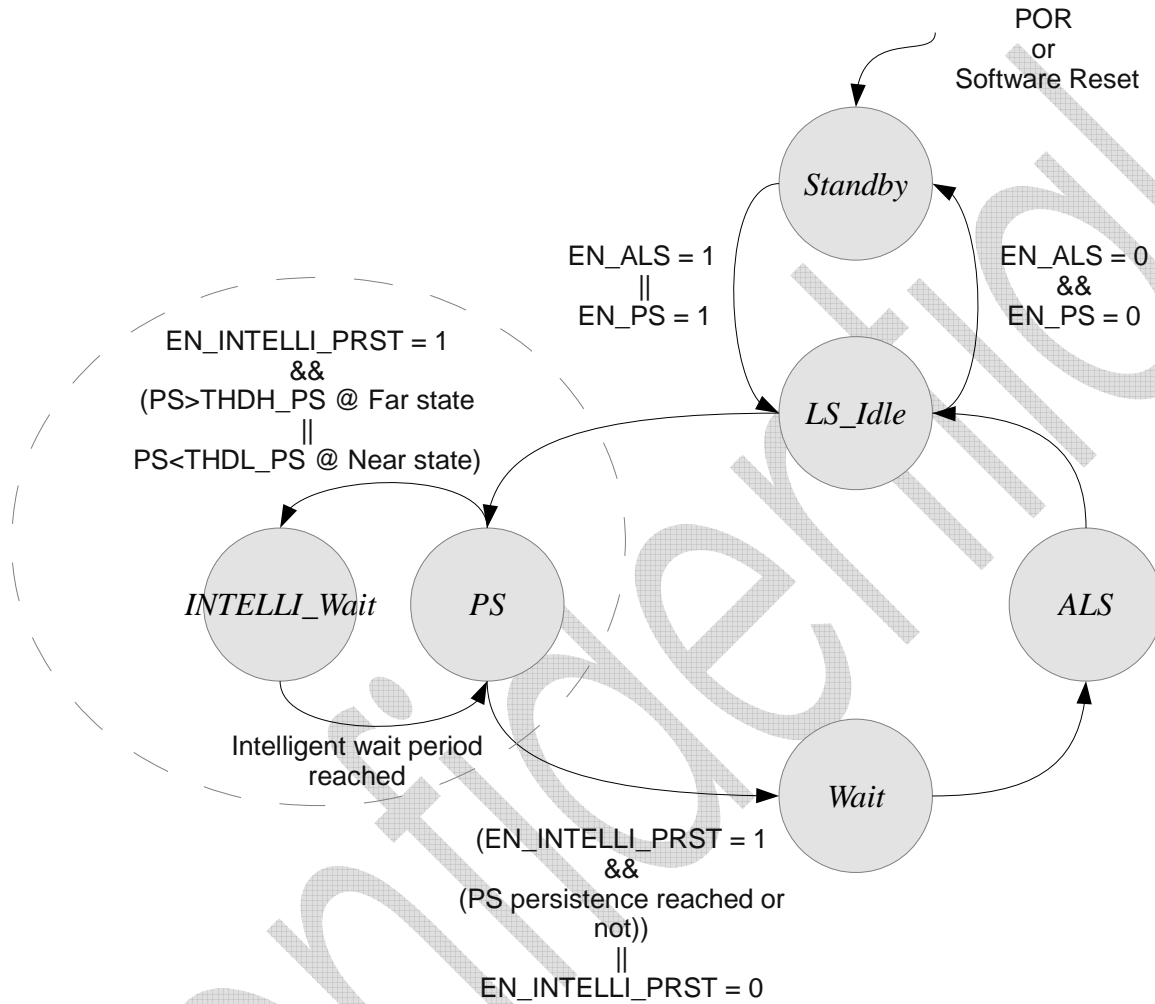 POR
or
Software Reset
Standby
EN_ALS = 1
||
EN_PS = 1
EN_ALS = 0
&&
EN_PS = 0
EN_INTELLI_PRST = 1
&&
(PS>THDH_PS @ Far state
||
PS<THDL_PS @ Near state)
LS_Idle
INTELLI_Wait
PS
ALS
Intelligent wait period
reached
Wait
(EN_INTELLI_PRST = 1
&&
(PS persistence reached or
not))
||
EN_INTELLI_PRST = 0
onfidential